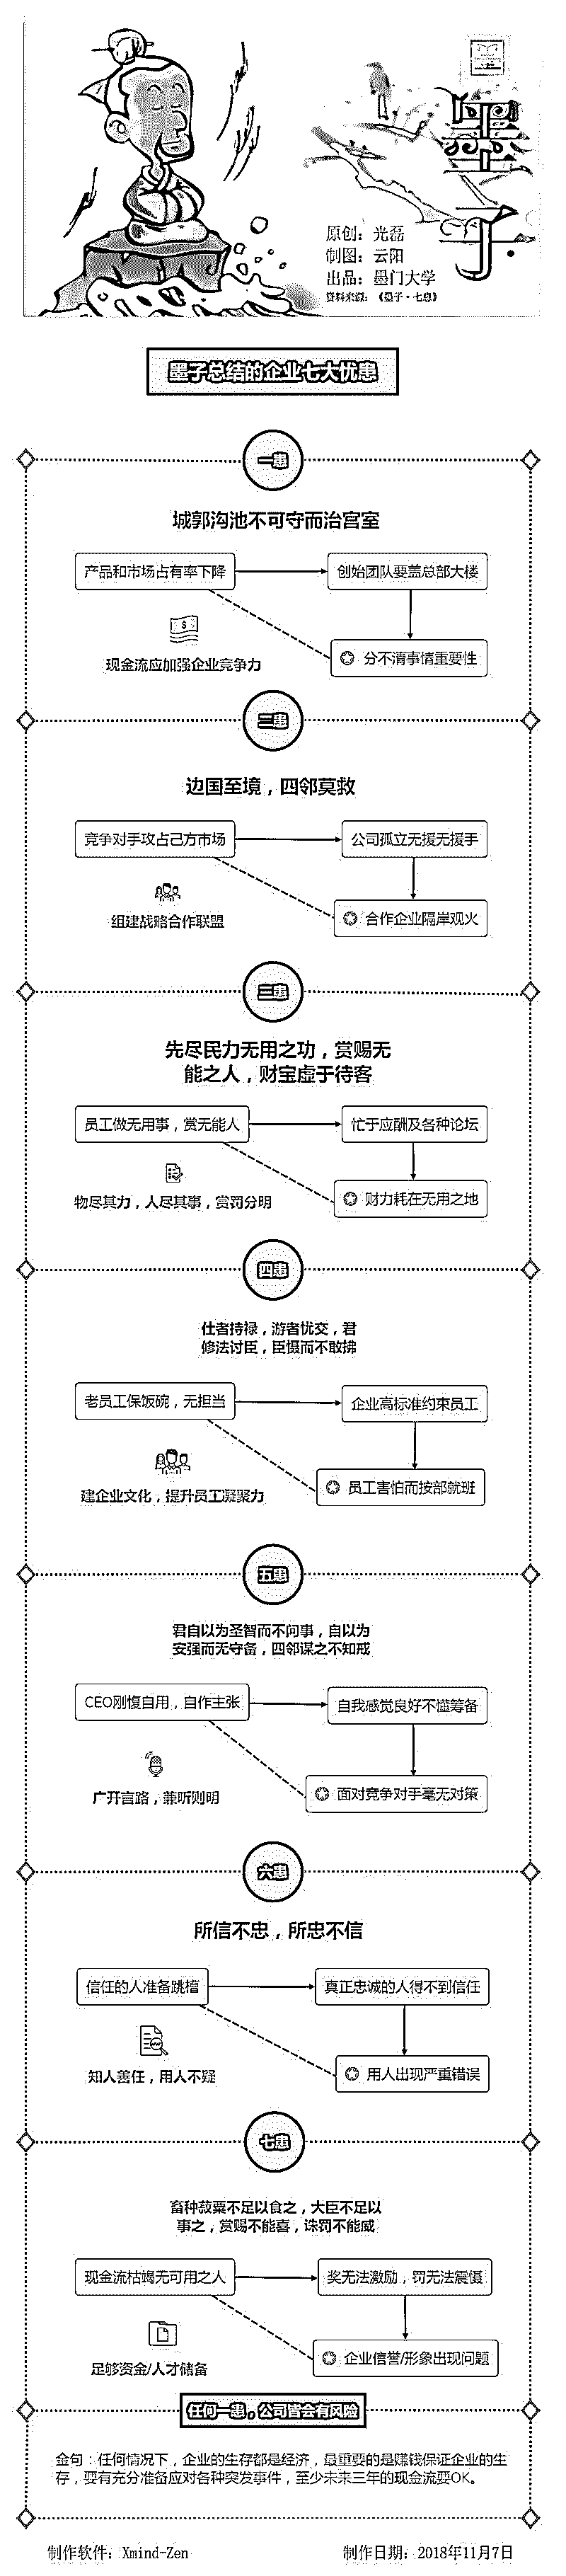 墨子
原创：光磊
制图：云阳
出品：墨门大学
资料来源：《墨子·七患》
墨子总结的企业七大忧患
一患
城郭沟池不可守而治宫室
产品和市场占有率下降
创始团队要盖总部大楼
现金流应加强企业竞争力
分不清事情重要性
二患
边国至境，四邻莫救
竞争对手攻占己方市场
公司孤立无援无援手
组建战略合作联盟
合作企业隔岸观火
三患
先尽民力无用之功，赏赐无
能之人，财宝虚于待客
员工做无用事，赏无能人
忙于应酬及各种论坛
物尽其力，人尽其事，赏罚分明
财力耗在无用之地
四患
仕者持禄，游者忧交，君
修法讨臣，臣慑而不敢拂
老员工保饭碗，无担当
企业高标准约束员工
建企业文化，提升员工凝聚力
员工害怕而按部就班
五患
君自以为圣智而不问事，自以为
安强而无守备，四邻谋之不知戒
CEO刚愎自用，自作主张
自我感觉良好不懂筹备
广开言路，兼听则明
面对竞争对手毫无对策
六患
所信不忠，所忠不信
信任的人准备跳槽
真正忠诚的人得不到信任
知人善任，用人不疑
用人出现严重错误
七患
畜种菽粟不足以食之，大臣不足以
事之，赏赐不能喜，诛罚不能威
现金流枯竭无可用之人
奖无法激励，罚无法震慑
足够资金/人才储备
企业信誉/形象出现问题
任何一患，公司皆会有风险
金句：任何情况下，企业的生存都是经济，最重要的是赚钱保证企业的生
存，要有充分准备应对各种突发事件，至少未来三年的现金流要OK。
制作软件：Xmind-Zen
制作日期：2018年11月7日